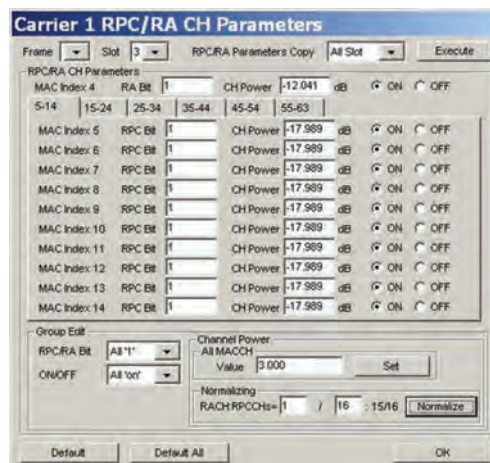 Carrier 1 RPC/RA CH Parameters
Frame Slot 3 RPC/RA Parameters Copy All Slot Execute
RPC/RA CH Parameters
MAC Index 4 RA Bit 1 CH Power -12.041 dB ON OFF
5-14 15-24 25-34 35-44 45-54 55-63
MAC Index 5 RPC Bit 1 CH Power -17.989 dB ON OFF
MAC Index 6 RPC Bit 1 CH Power -17.989 dB ON OFF
MAC Index 7 RPC Bit 1 CH Power -17.989 dB ON OFF
MAC Index 8 RPC Bit 1 CH Power -17.989 dB ON OFF
MAC Index 9 RPC Bit 1 CH Power -17.989 dB ON OFF
MAC Index 10 RPC Bit 1 CH Power -17.989 dB ON OFF
MAC Index 11 RPC Bit 1 CH Power -17.989 dB ON OFF
MAC Index 12 RPC Bit 1 CH Power -17.989 dB ON OFF
MAC Index 13 RPC Bit 1 CH Power -17.989 dB ON OFF
MAC Index 14 RPC Bit 1 CH Power -17.989 dB ON OFF
Group Edit
RPC/RA Bit All '1'
ON/OFF All 'on'
Channel Power
All MACCH
Value 3.000 Set
Normalizing
RACH:RPCCHs= 1 / 16 : 15/16 Normalize
Default Default All OK